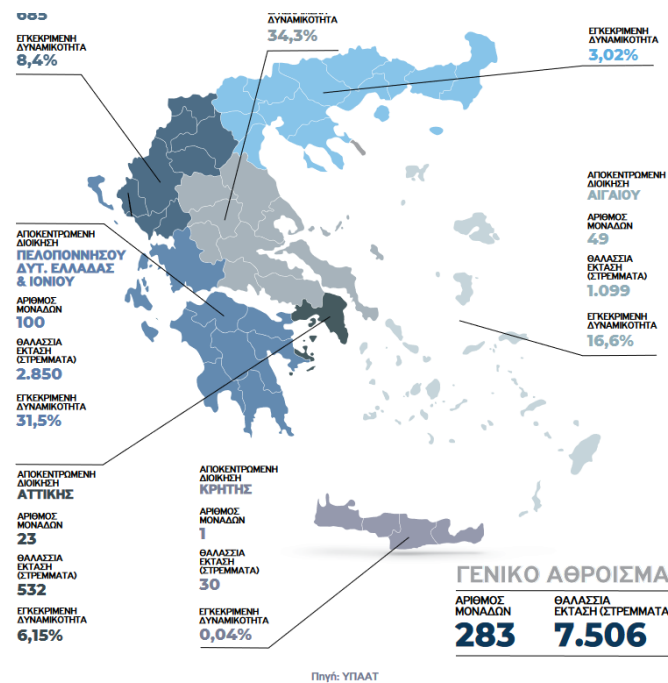 685
ΕΓΚΕΚΡΙΜΕΝΗ
ΔΥΝΑΜΙΚΟΤΗΤΑ
8,4%
ΔΥΝΑΜΙΚΟΤΗΤΑ
34,3%
ΕΓΚΕΚΡΙΜΕΝΗ
ΔΥΝΑΜΙΚΟΤΗΤΑ
3,02%
ΑΠΟΚΕΝΤΡΩΜΕΝΗ
ΔΙΟΙΚΗΣΗ
ΑΙΓΑΙΟΥ
ΑΡΙΘΜΟΣ
ΜΟΝΑΔΩΝ
49
ΘΑΛΑΣΣΙΑ
ΕΚΤΑΣΗ
(ΣΤΡΕΜΜΑΤΑ)
1.099
ΕΓΚΕΚΡΙΜΕΝΗ
ΔΥΝΑΜΙΚΟΤΗΤΑ
16,6%
ΑΠΟΚΕΝΤΡΩΜΕΝΗ
ΔΙΟΙΚΗΣΗ
ΠΕΛΟΠΟΝΝΗΣΟΥ
ΔΥΤ. ΕΛΛΑΔΑΣ
& ΙΟΝΙΟΥ
ΑΡΙΘΜΟΣ
ΜΟΝΑΔΩΝ
100
ΘΑΛΑΣΣΙΑ
ΕΚΤΑΣΗ
(ΣΤΡΕΜΜΑΤΑ)
2.850
ΕΓΚΕΚΡΙΜΕΝΗ
ΔΥΝΑΜΙΚΟΤΗΤΑ
31,5%
ΑΠΟΚΕΝΤΡΩΜΕΝΗ
ΔΙΟΙΚΗΣΗ
ΑΤΤΙΚΗΣ
ΑΡΙΘΜΟΣ
ΜΟΝΑΔΩΝ
23
ΘΑΛΑΣΣΙΑ
ΕΚΤΑΣΗ
(ΣΤΡΕΜΜΑΤΑ)
532
ΕΓΚΕΚΡΙΜΕΝΗ
ΔΥΝΑΜΙΚΟΤΗΤΑ
6,15%
ΑΠΟΚΕΝΤΡΩΜΕΝΗ
ΔΙΟΙΚΗΣΗ
ΚΡΗΤΗΣ
ΑΡΙΘΜΟΣ
ΜΟΝΑΔΩΝ
1
ΘΑΛΑΣΣΙΑ
ΕΚΤΑΣΗ
(ΣΤΡΕΜΜΑΤΑ)
30
ΕΓΚΕΚΡΙΜΕΝΗ
ΔΥΝΑΜΙΚΟΤΗΤΑ
0,04%
ΓΕΝΙΚΟ ΑΘΡΟΙΣΜΑ
ΑΡΙΘΜΟΣ
ΜΟΝΑΔΩΝ
283
ΘΑΛΑΣΣΙΑ
ΕΚΤΑΣΗ (ΣΤΡΕΜΜΑΤΑ
7.506
Πηγή: ΥΠΑΑΤ